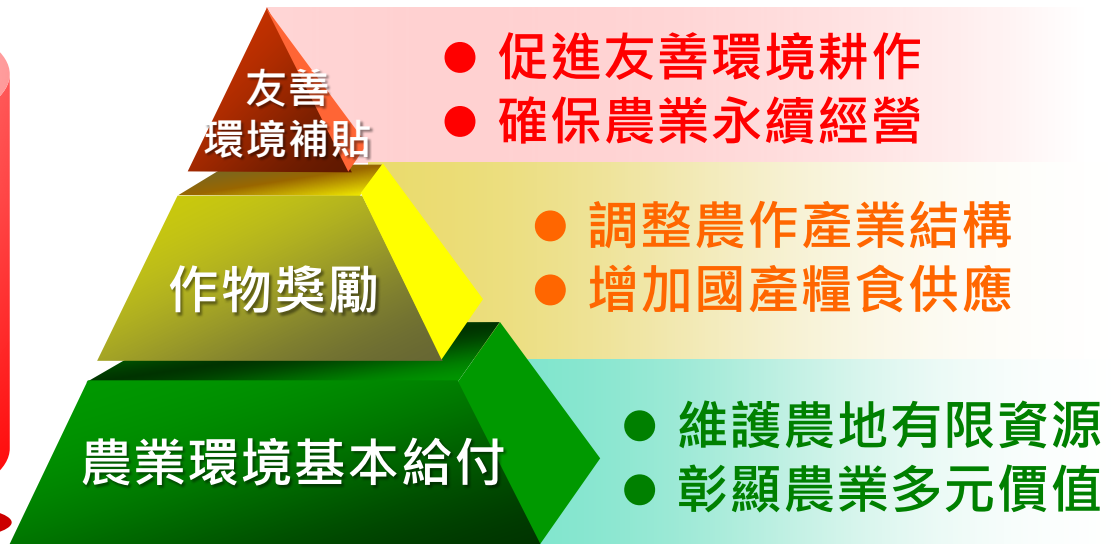 友善
環境補貼
● 促進友善環境耕作
● 確保農業永續經營
作物獎勵
● 調整農作產業結構
● 增加國產糧食供應
農業環境基本給付
● 維護農地有限資源
● 彰顯農業多元價值